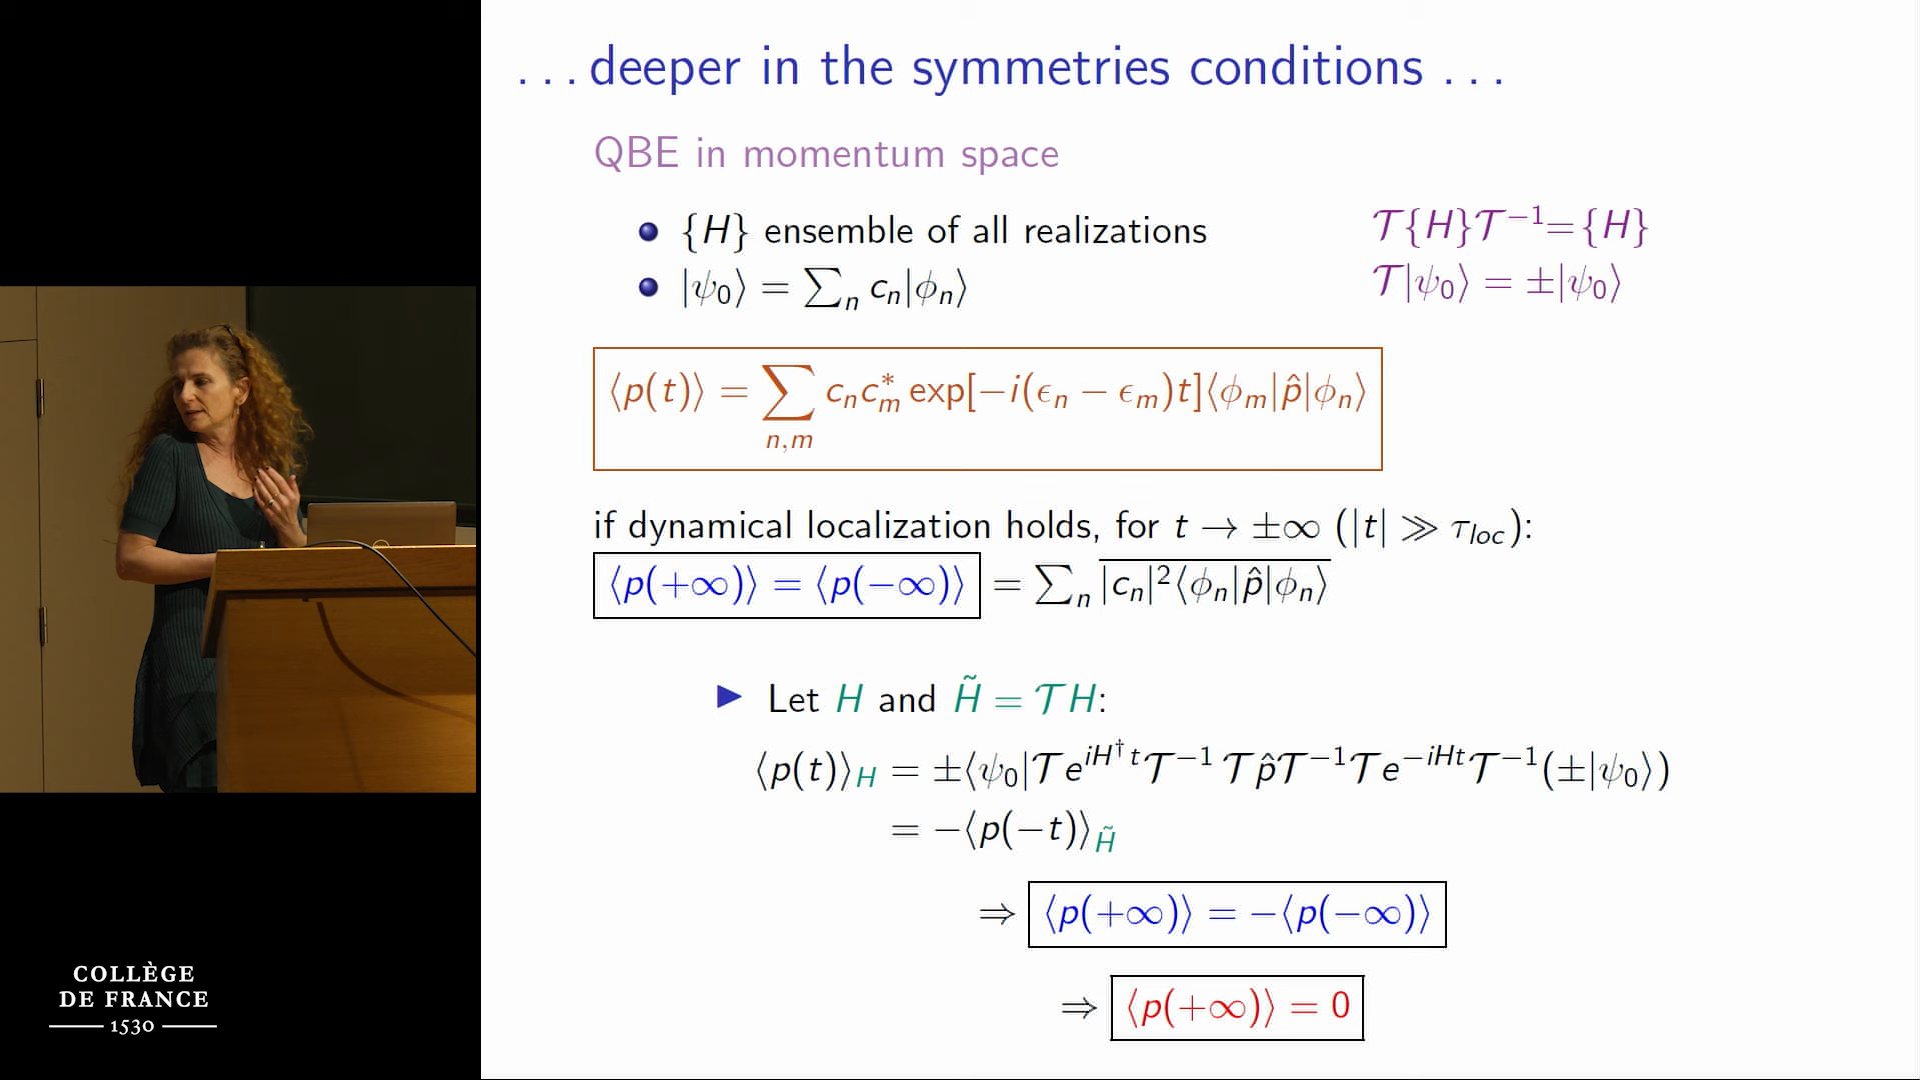 . . . deeper in the symmetries conditions . . .
QBE in momentum space
{H} ensemble of all realizations
𝒯{H}𝒯⁻¹={H}
|ψ₀⟩ = ∑ₙ cₙ|ϕₙ⟩
𝒯|ψ₀⟩ = ±|ψ₀⟩
⟨p(t)⟩ = ∑_{n,m} cₙc*ₘ exp[−i(ϵₙ − ϵₘ)t]⟨ϕₘ|p̂|ϕₙ⟩
if dynamical localization holds, for t → ±∞ (|t| ≫ τ_loc):
⟨p(+∞)⟩ = ⟨p(−∞)⟩ = ∑ₙ \overline{|cₙ|²⟨ϕₙ|p̂|ϕₙ⟩}
▶ Let H and H̃ = 𝒯H:
⟨p(t)⟩_H = ±⟨ψ₀|𝒯e^{iH^†t}𝒯⁻¹ 𝒯p̂𝒯⁻¹𝒯e^{−iHt}𝒯⁻¹(±|ψ₀⟩)
= −⟨p(−t)⟩_H̃
⇒ ⟨p(+∞)⟩ = −⟨p(−∞)⟩
⇒ ⟨p(+∞)⟩ = 0
COLLÈGE
DE FRANCE
1530